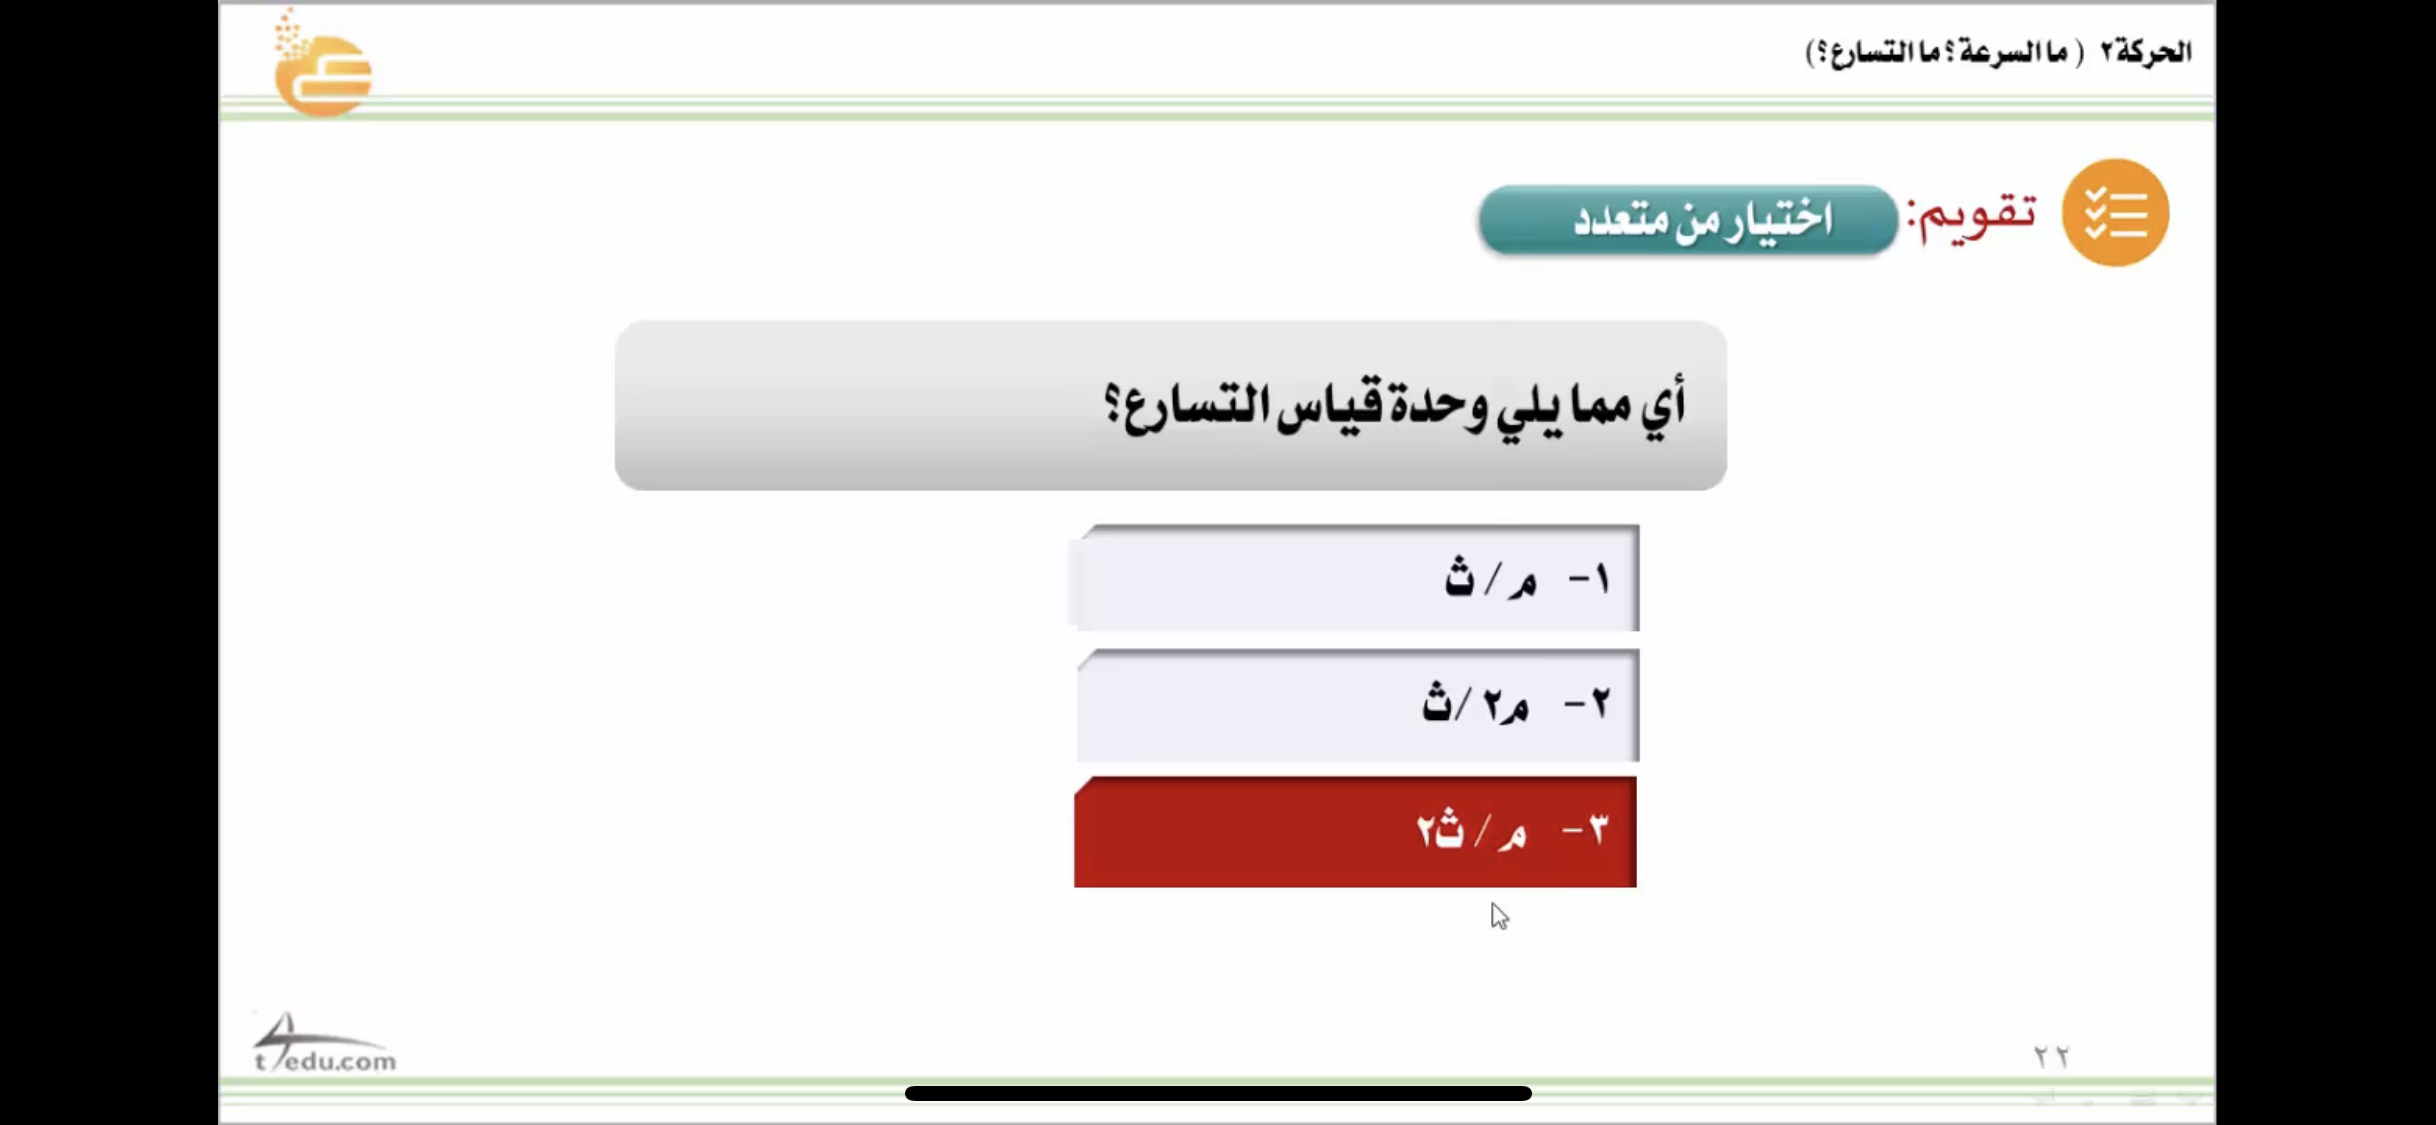 الحركة٢ ( ما السرعة؟ ما التسارع؟)
تقويم: اختيار من متعدد
أي مما يلي وحدة قياس التسارع؟
١- م / ث
٢- م٢ /ث
٣- م / ث٢
t4edu.com
٢٢